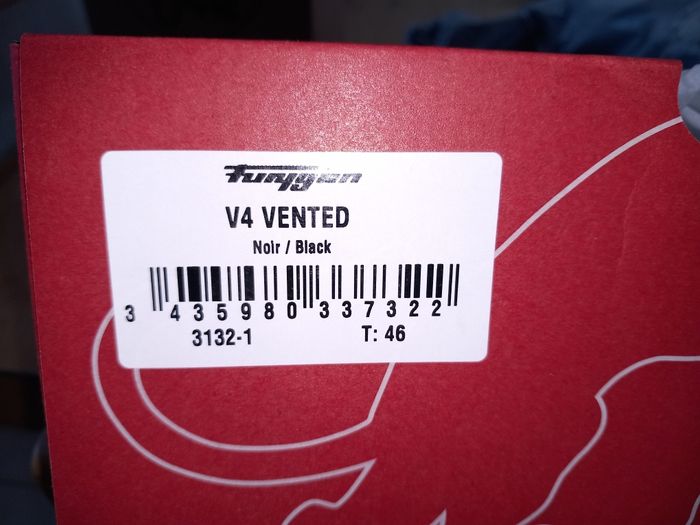 Furygan
V4 VENTED
Noir / Black
3 435980 337322
3132-1 T: 46